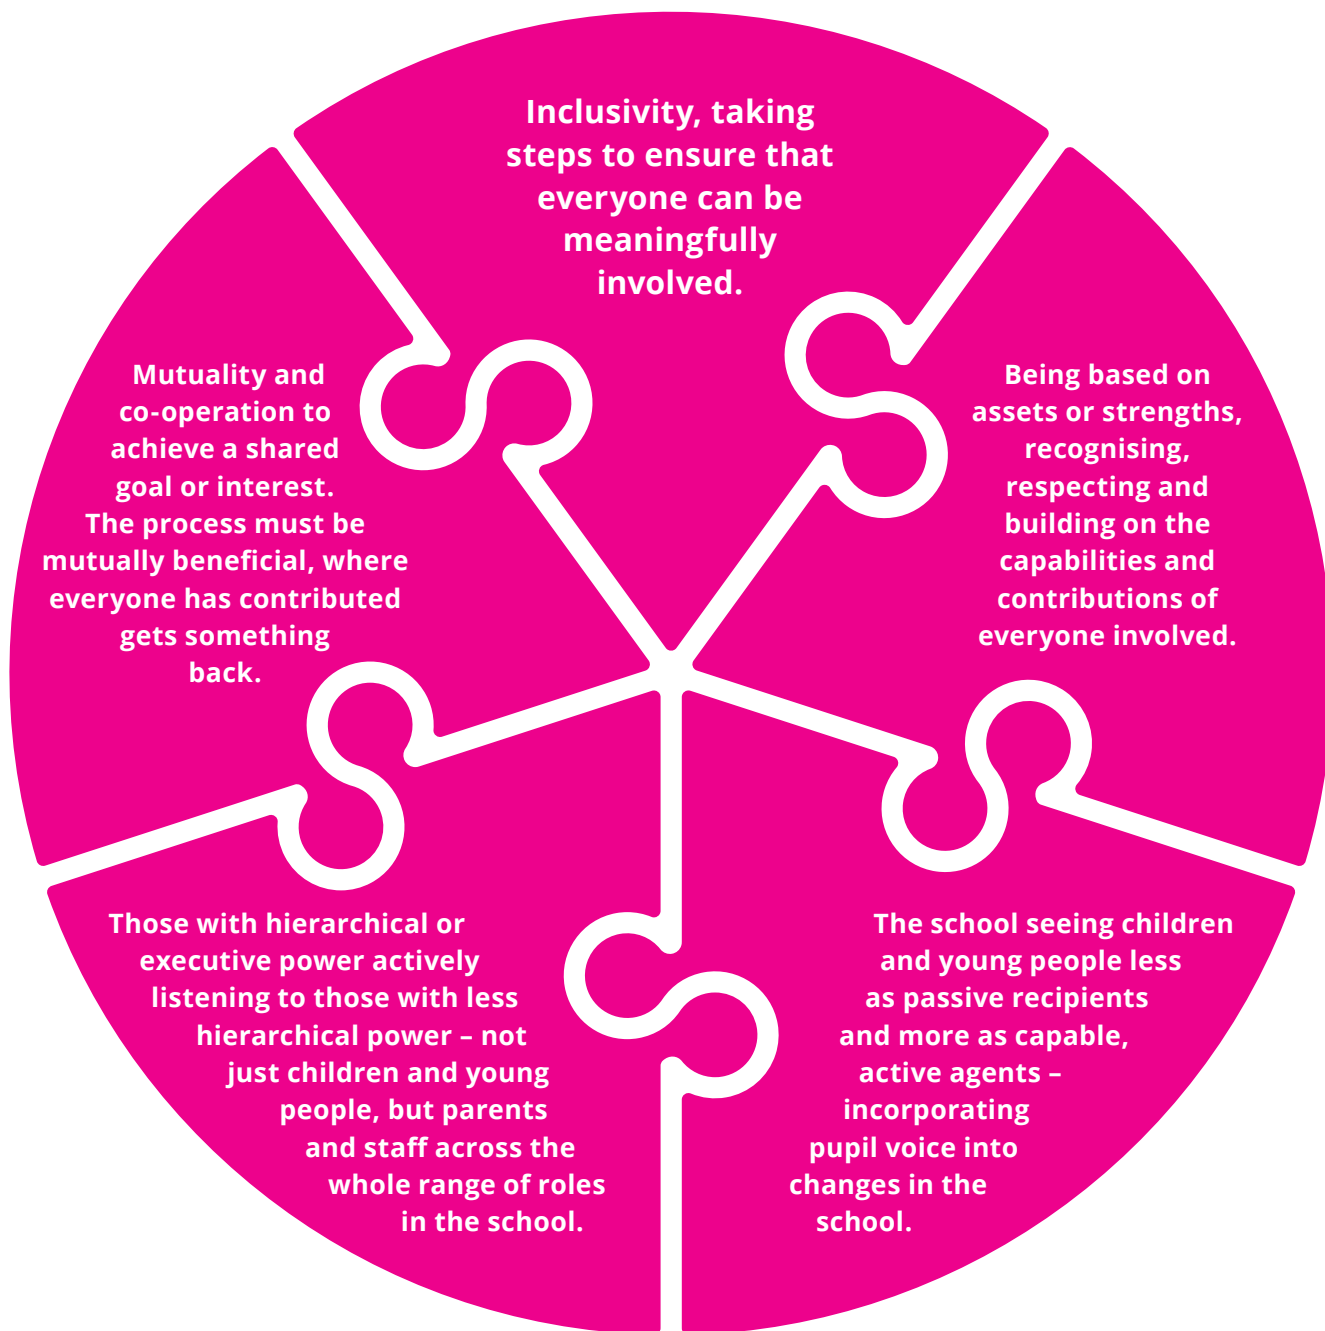 Inclusivity, taking
steps to ensure that
everyone can be
meaningfully
involved.
Being based on
assets or strengths,
recognising,
respecting and
building on the
capabilities and
contributions of
everyone involved.
The school seeing children
and young people less
as passive recipients
and more as capable,
active agents –
incorporating
pupil voice into
changes in the
school.
Those with hierarchical or
executive power actively
listening to those with less
hierarchical power – not
just children and young
people, but parents
and staff across the
whole range of roles
in the school.
Mutuality and
co-operation to
achieve a shared
goal or interest.
The process must be
mutually beneficial, where
everyone has contributed
gets something
back.